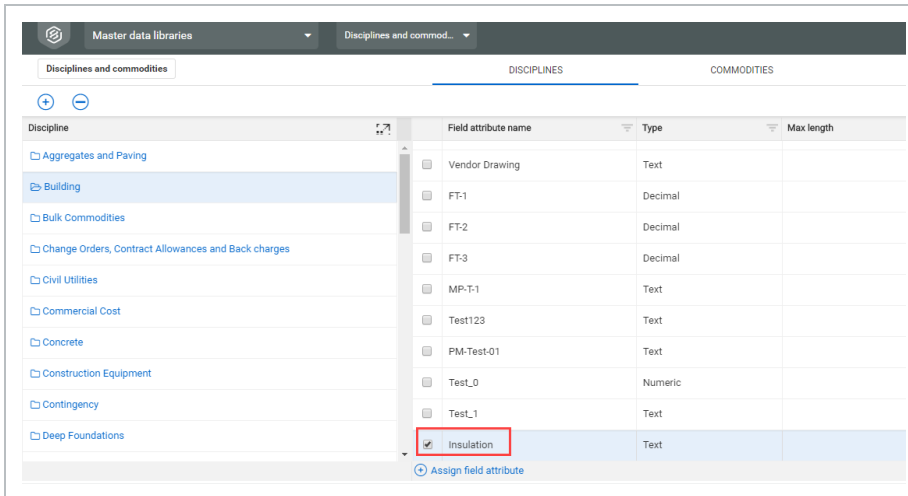 Master data libraries
Disciplines and commod...
Disciplines and commodities
DISCIPLINES
COMMODITIES
Discipline
Field attribute name
Type
Max length
Aggregates and Paving
Vendor Drawing
Text
Building
FT-1
Decimal
Bulk Commodities
FT-2
Decimal
Change Orders, Contract Allowances and Back charges
FT-3
Decimal
Civil Utilities
MP-T-1
Text
Commercial Cost
Test123
Text
Concrete
PM-Test-01
Text
Construction Equipment
Test_0
Numeric
Contingency
Test_1
Text
Deep Foundations
Insulation
Text
Assign field attribute